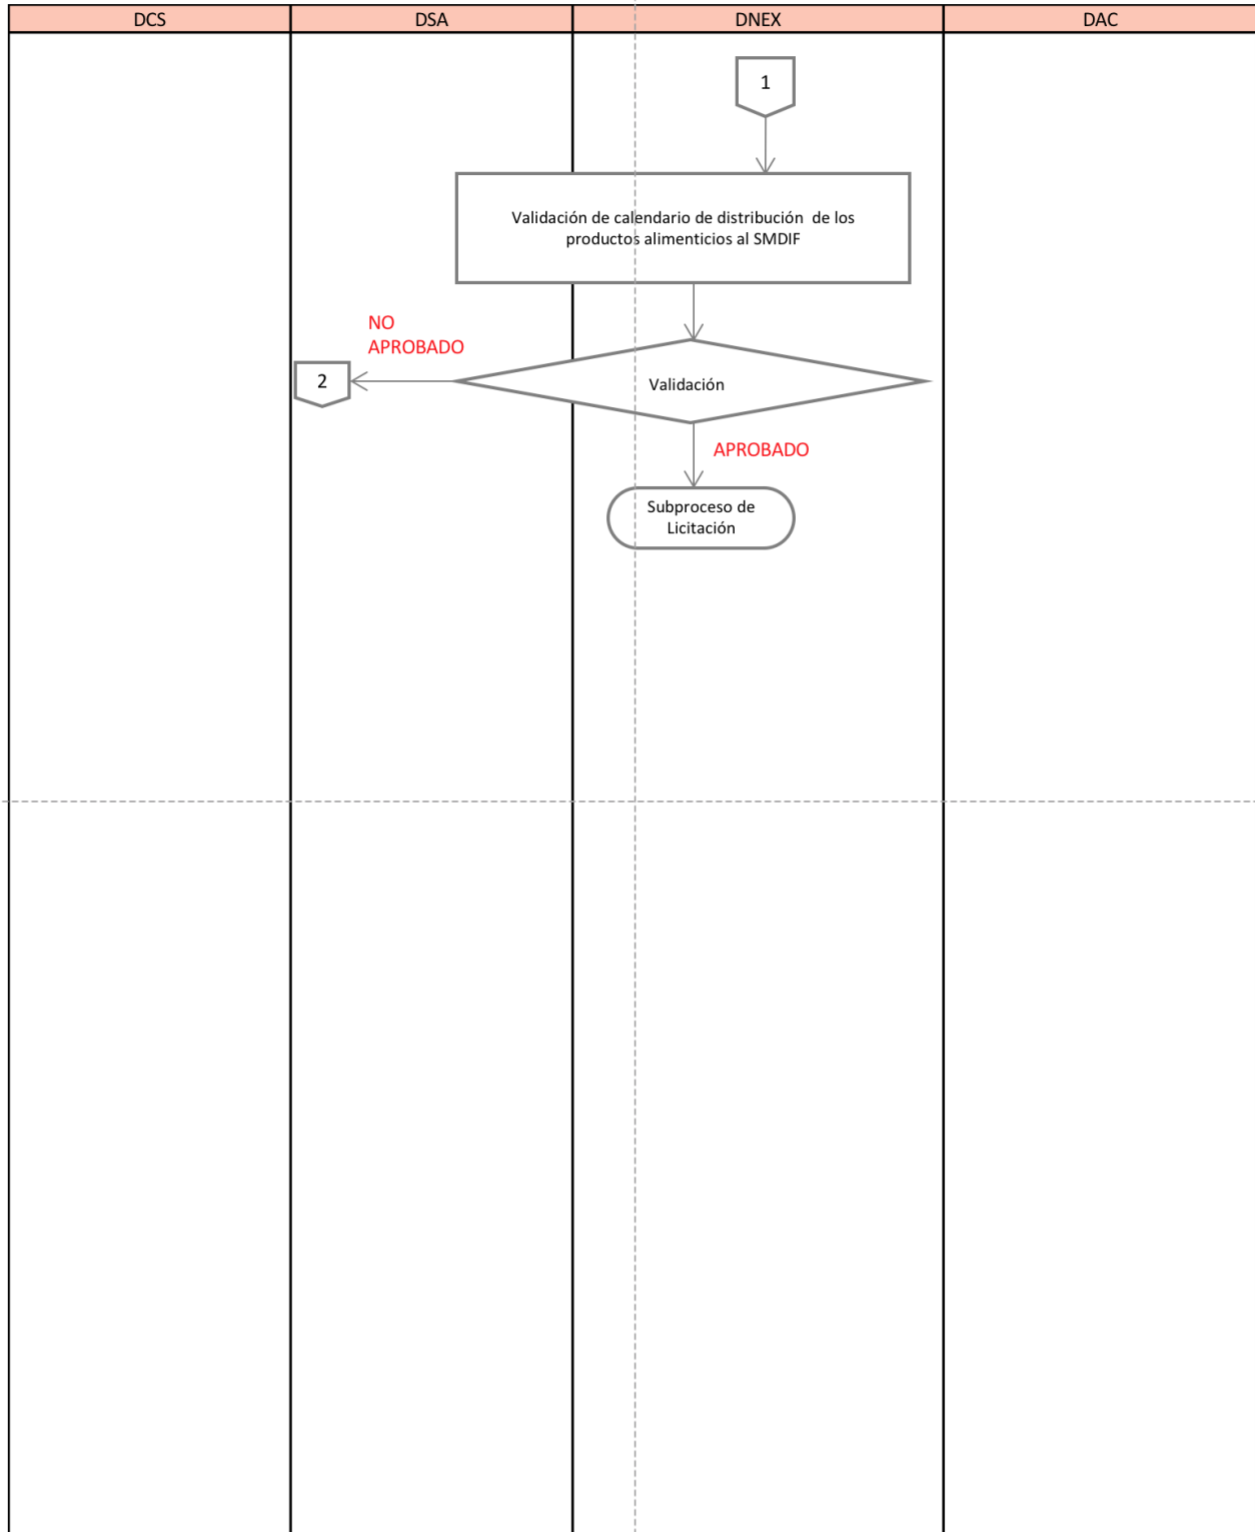 DCS
DSA
DNEX
DAC
1
Validación de calendario de distribución de los
productos alimenticios al SMDIF
NO
APROBADO
2
Validación
APROBADO
Subproceso de
Licitación